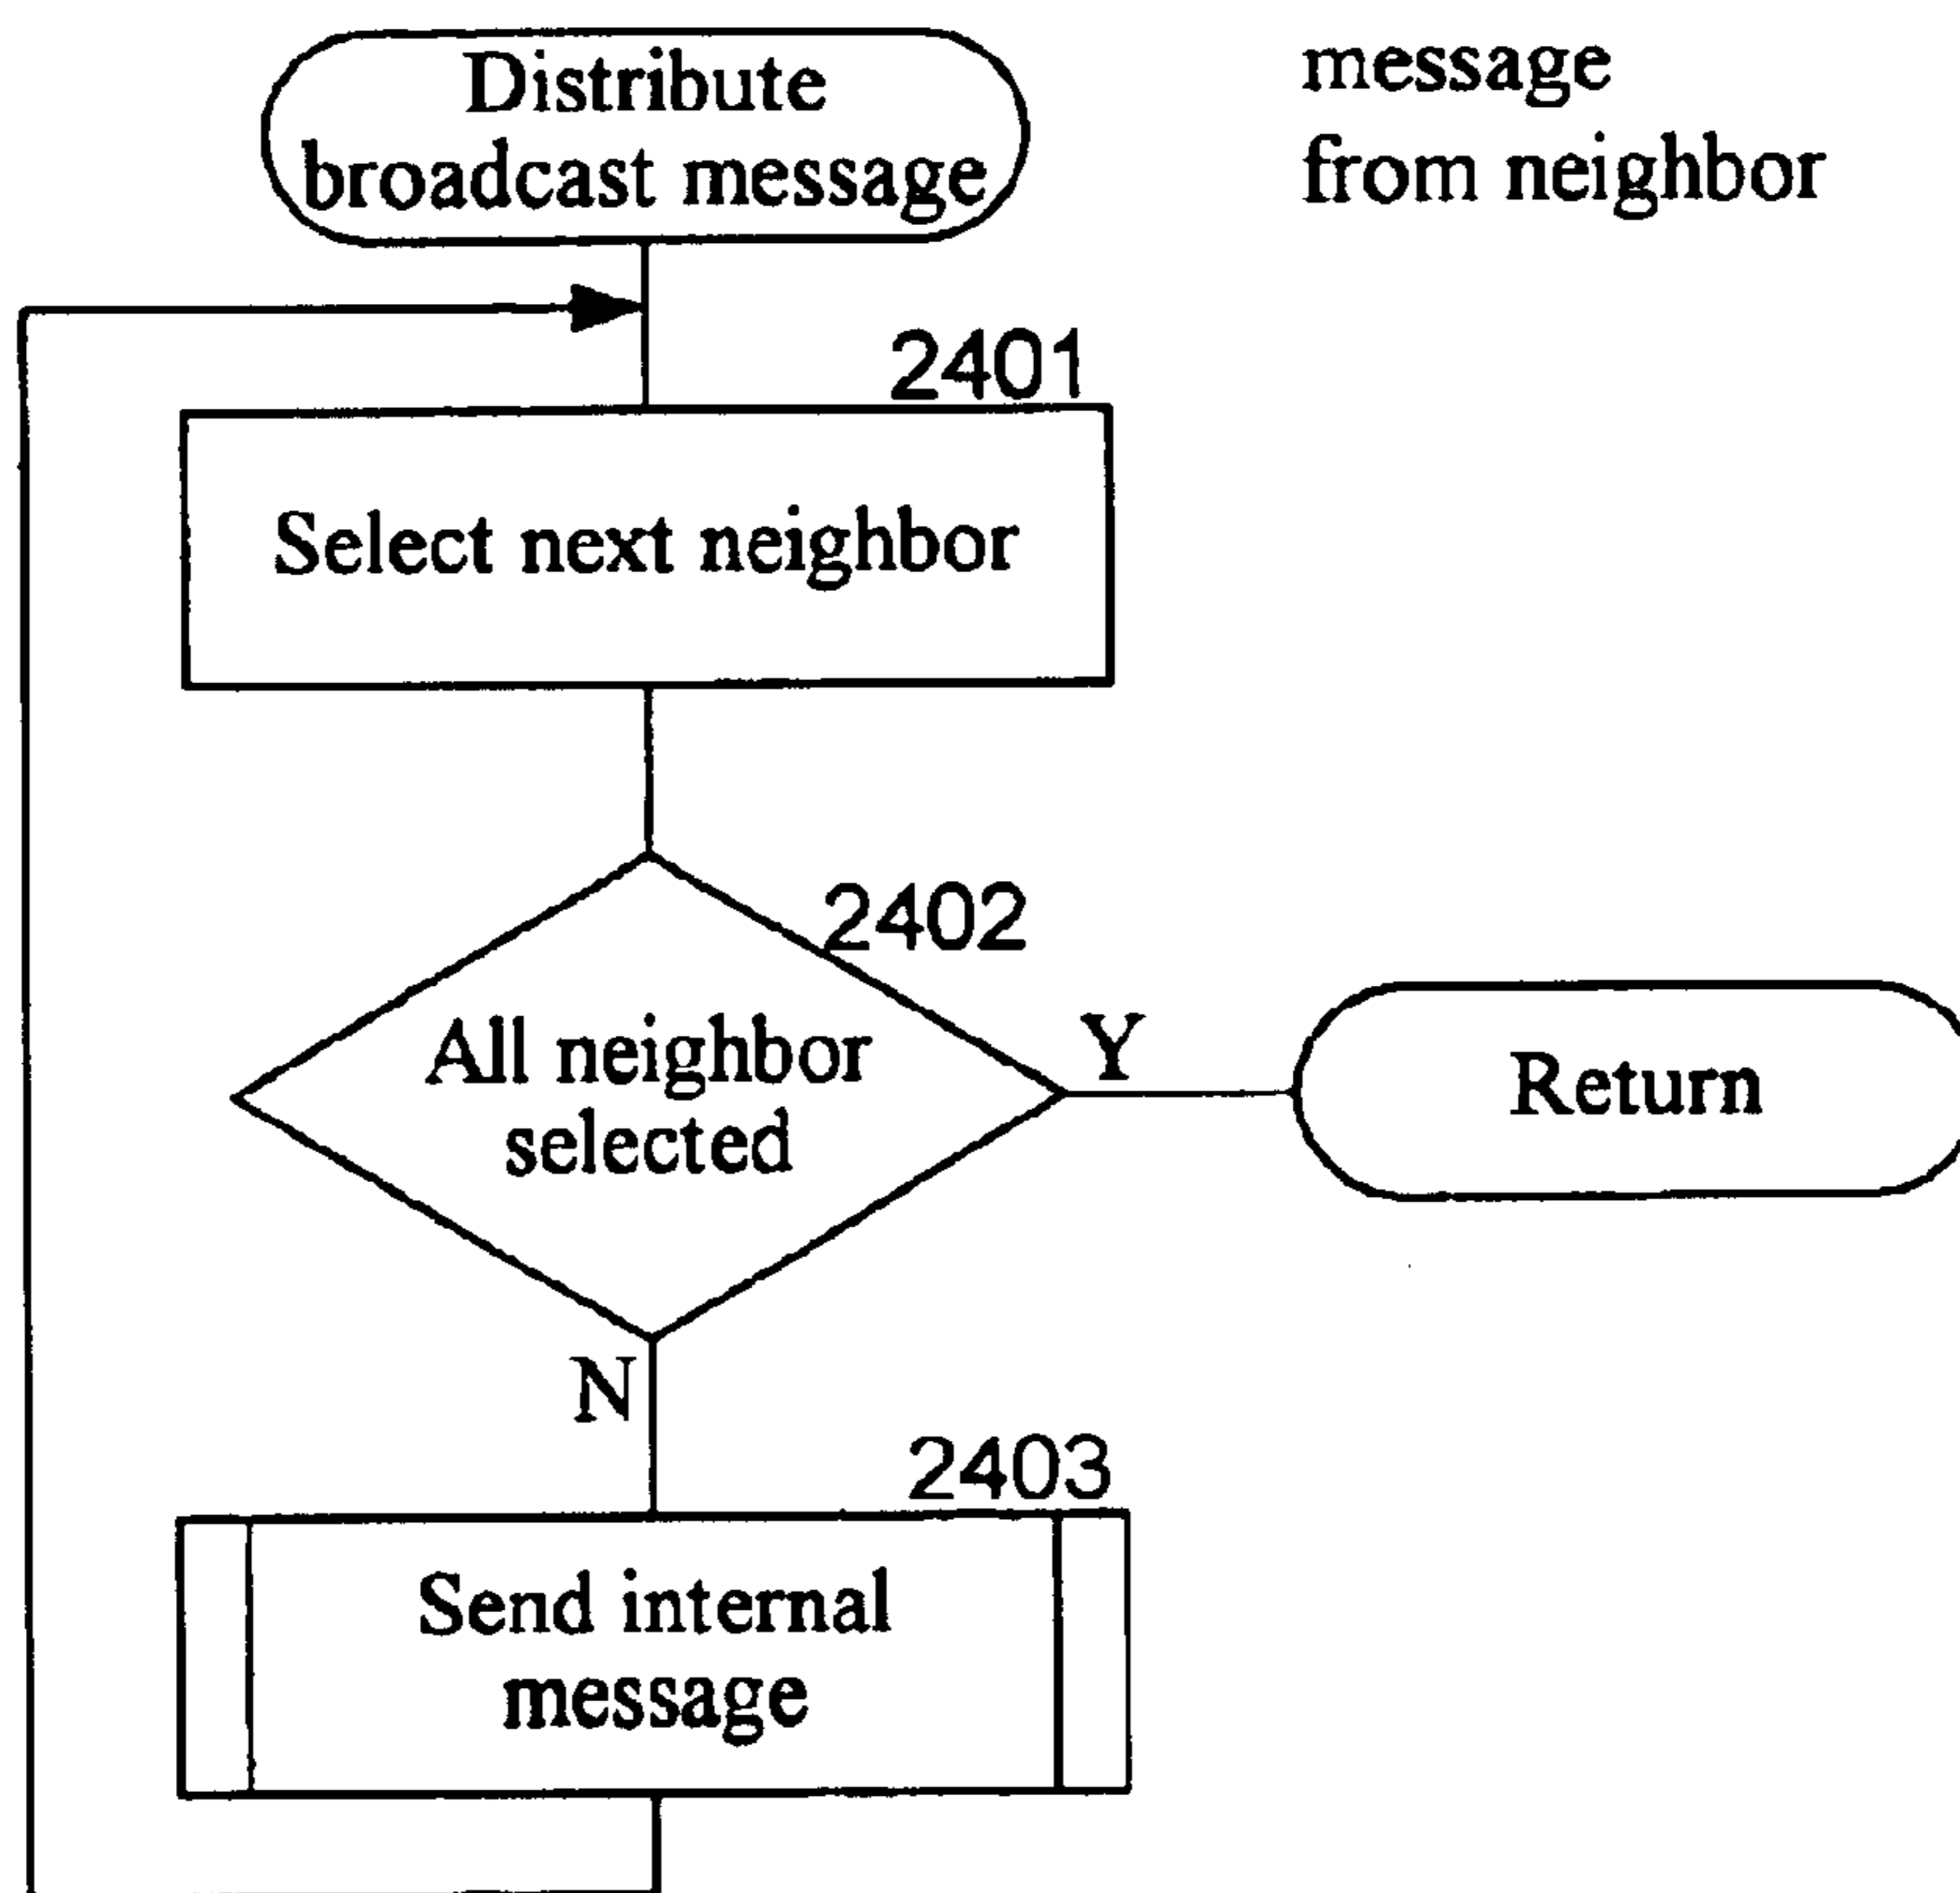 Distribute
broadcast message
message
from neighbor
2401
Select next neighbor
2402
All neighbor
selected
Y
Return
N
2403
Send internal
message